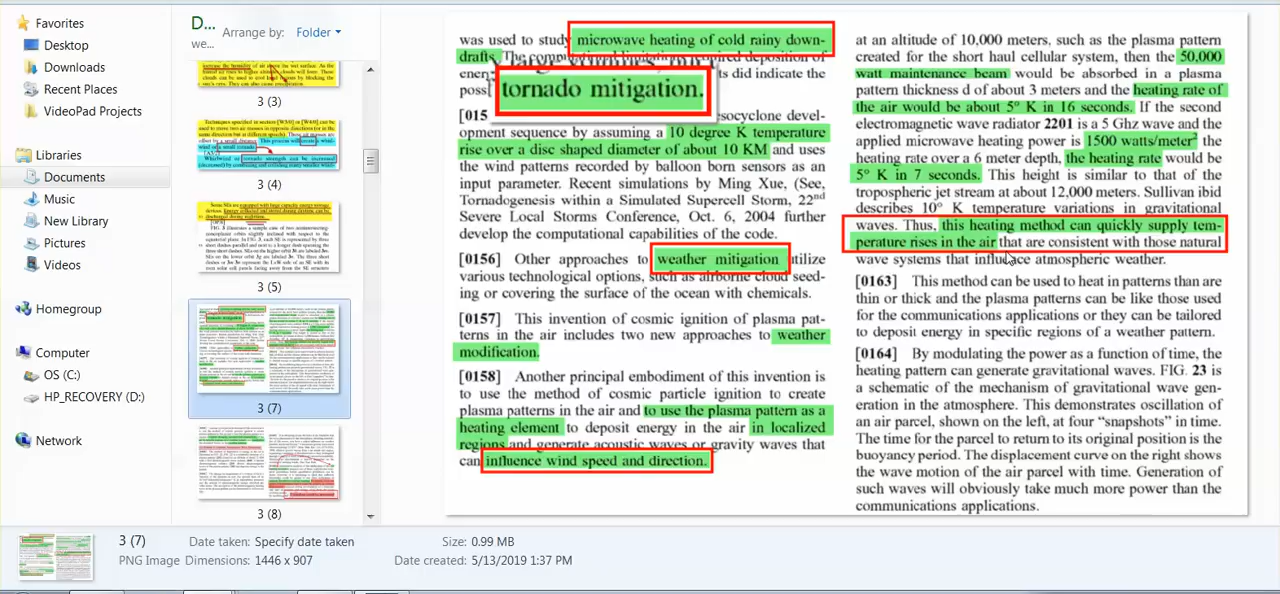 Favorites
Desktop
Downloads
Recent Places
VideoPad Projects
Libraries
Documents
Music
New Library
Pictures
Videos
Homegroup
Computer
OS (C:)
HP_RECOVERY (D:)
Network
D...
we...
Arrange by: Folder
3 (3)
3 (4)
3 (5)
3 (7)
3 (8)
was used to study microwave heating of cold rainy down-
drafts. The
ts did indicate the
tornado mitigation.
[015
esocyclone devel-
opment sequence by assuming a 10 degree K temperature
rise over a disc shaped diameter of about 10 KM and uses
the wind patterns recorded by balloon born sensors as an
input parameter. Recent simulations by Ming Xue, (See,
Tornadogenesis within a Simulated Supercell Storm, 22nd
Severe Local Storms Conference, Oct. 6, 2004 further
develop the computational capabilities of the code.
[0156] Other approaches to weather mitigation utilize
various technological options, such as airborne cloud seed-
ing or covering the surface of the ocean with chemicals.
[0157] This invention of cosmic ignition of plasma pat-
terns in the air includes two new approaches to weather
modification.
[0158] Another principal embodiment of the invention is
to use the method of cosmic particle ignition to create
plasma patterns in the air and to use the plasma pattern as a
heating element to deposit energy in the air in localized
regions and generate acoustic waves or gravity waves that
can influence wind speed and direction.
at an altitude of 10,000 meters, such as the plasma pattern
created for the short haul cellular system, then the 50,000
watt maintenance beam would be absorbed in a plasma
pattern thickness d of about 3 meters and the heating rate of
the air would be about 5° K in 16 seconds. If the second
electromagnetic wave radiator 2201 is a 5 Ghz wave and the
applied microwave heating power is 1500 watts/meter² the
heating rate over a 6 meter depth, the heating rate would be
5° K in 7 seconds. This height is similar to that of the
tropospheric jet stream at about 12,000 meters. Sullivan ibid
describes 10° K temperature variations in gravitational
waves. Thus, this heating method can quickly supply tem-
perature rises in the air that are consistent with those natural
wave systems that influence atmospheric weather.
[0163] This method can be used to heat in patterns than are
thin or thick and the plasma patterns can be like those used
for the communications applications or they can be tailored
to deposit energy in specific regions of a weather pattern.
[0164] By modulating the power as a function of time, the
heating pattern can generate gravitational waves. FIG. 23 is
a schematic of the mechanism of gravitational wave gen-
eration in the atmosphere. This demonstrates oscillation of
an air parcel, shown on the left, at four "snapshots" in time.
The time for the parcel to return to its original position is the
buoyancy period. The displacement curve on the right shows
the wave motion of the air parcel with time. Generation of
such waves will obviously take much more power than the
communications applications.
3 (7)
PNG Image
Date taken: Specify date taken
Dimensions: 1446 x 907
Size: 0.99 MB
Date created: 5/13/2019 1:37 PM